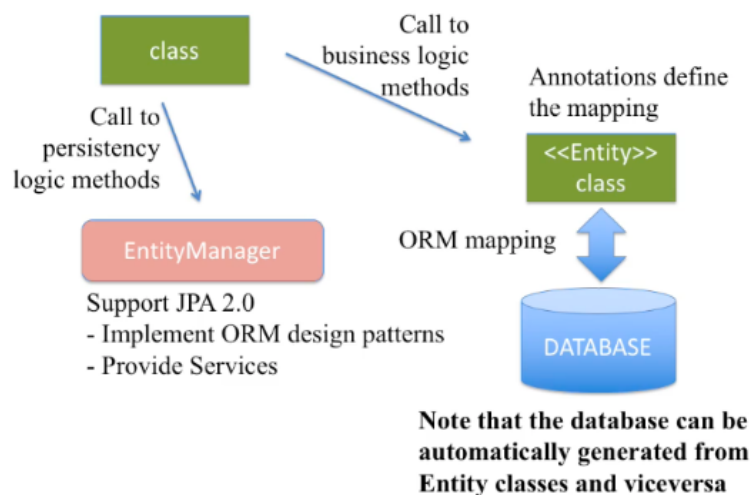 class
Call to
business logic
methods
Annotations define
the mapping
Call to
persistency
logic methods
<<Entity>>
class
EntityManager
ORM mapping
Support JPA 2.0
- Implement ORM design patterns
- Provide Services
DATABASE
Note that the database can be
automatically generated from
Entity classes and viceversa